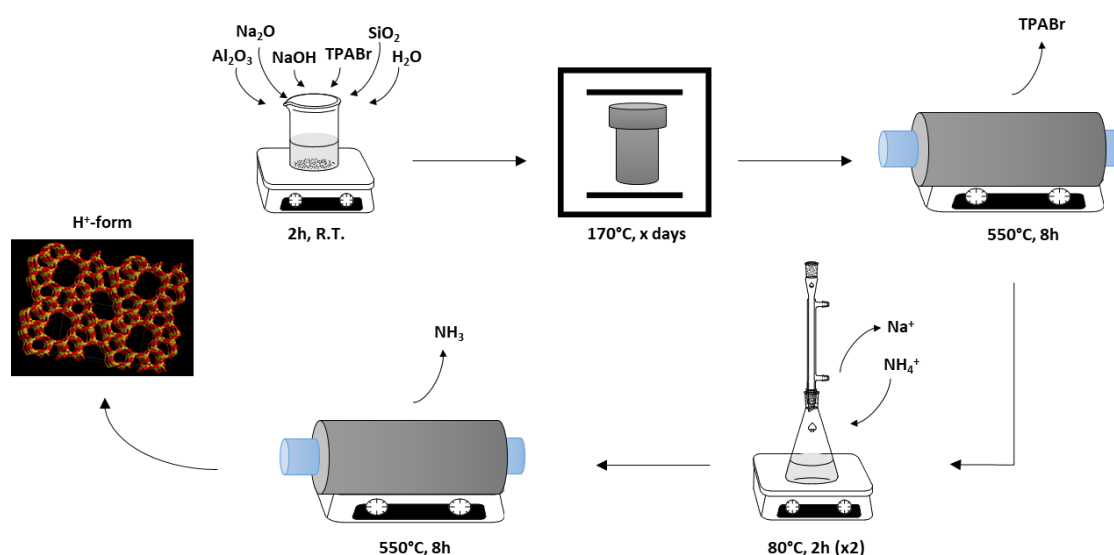 Na₂O
SiO₂
Al₂O₃
NaOH
TPABr
H₂O
2h, R.T.
170°C, x days
TPABr
550°C, 8h
Na⁺
NH₄⁺
80°C, 2h (x2)
NH₃
550°C, 8h
H⁺-form